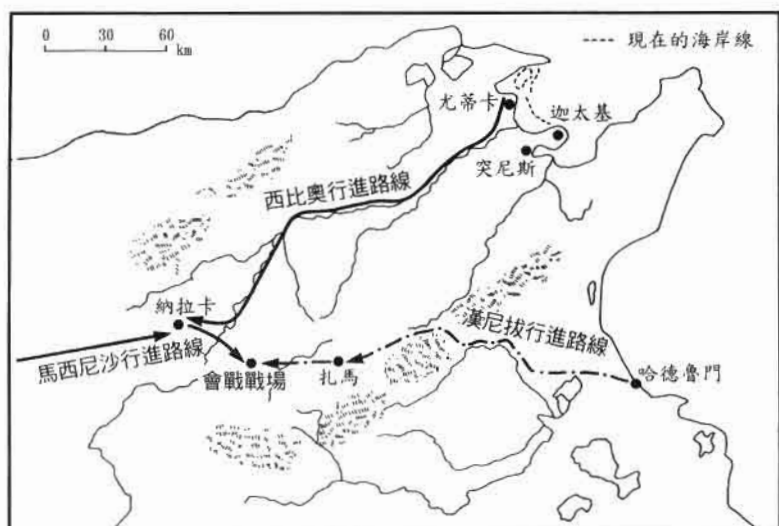 0 30 60
km
現在的海岸線
尤蒂卡
迦太基
突尼斯
西比奧行進路線
納拉卡
漢尼拔行進路線
馬西尼沙行進路線
會戰戰場
扎馬
哈德魯門